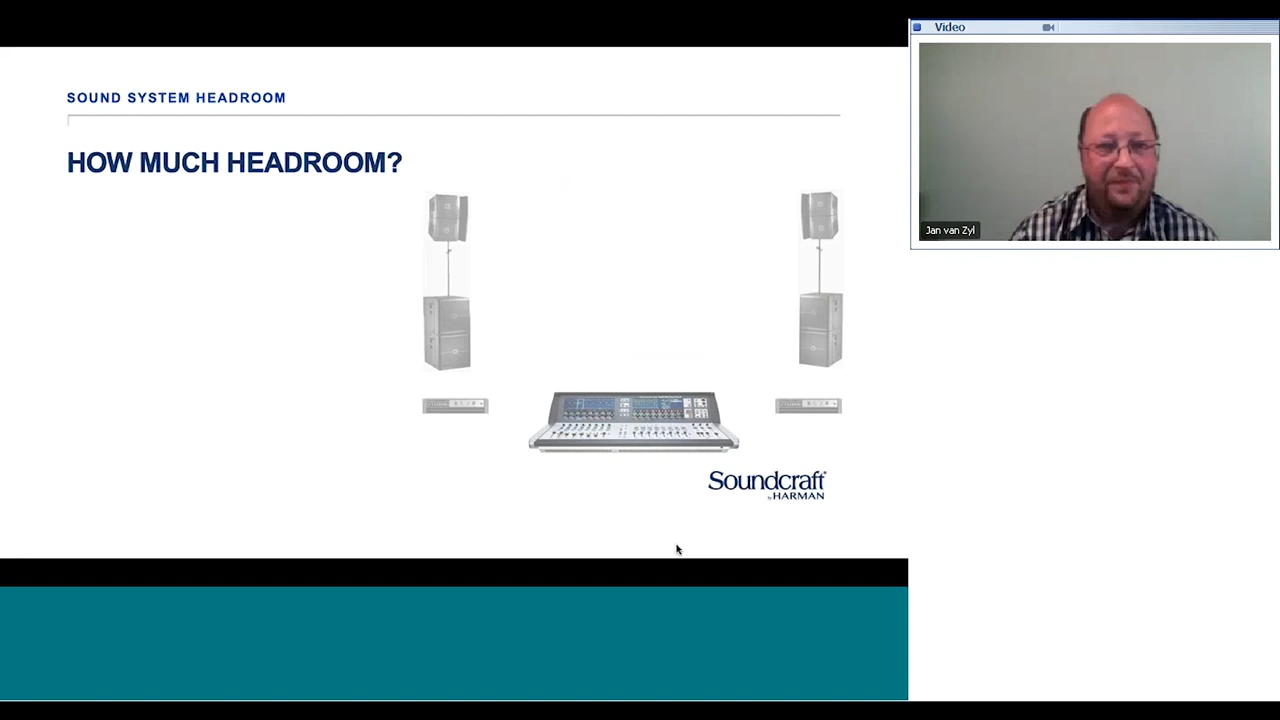 SOUND SYSTEM HEADROOM
HOW MUCH HEADROOM?
Soundcraft
by HARMAN
Video
Jan van Zyl